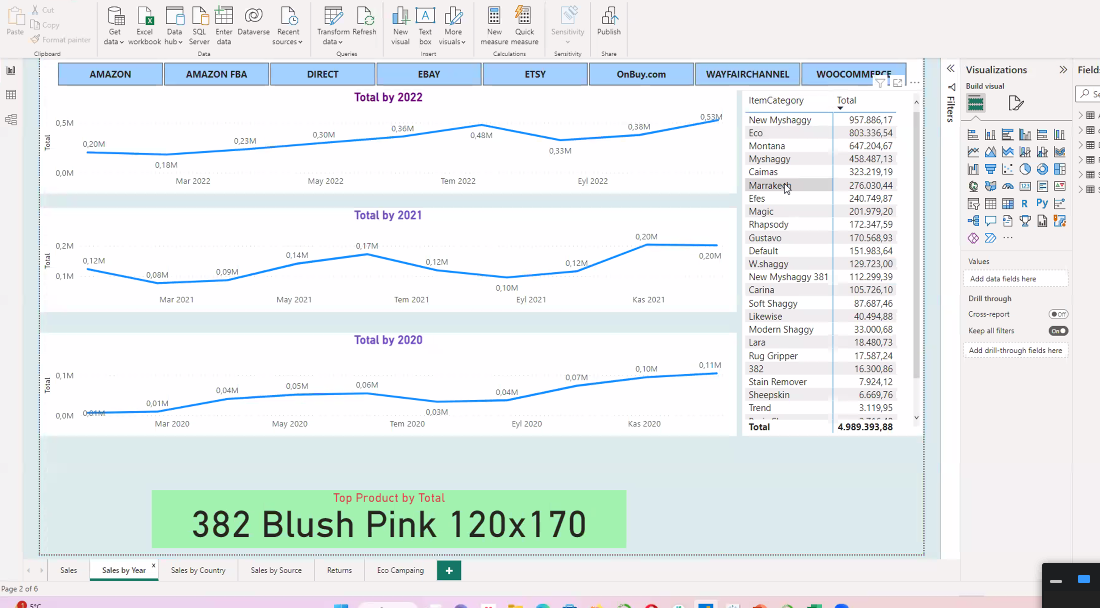 Cut
Copy
Format painter
Paste
Get data
Excel workbook
Data hub
SQL Server
Enter data
Dataverse
Recent sources
Transform data
Refresh
New visual
Text box
More visuals
New measure
Quick measure
Sensitivity
Publish
Clipboard
Data
Queries
Insert
Calculations
Sensitivity
Share
AMAZON
AMAZON FBA
DIRECT
EBAY
ETSY
OnBuy.com
WAYFAIRCHANNEL
WOOCOMMERCE
Total by 2022
Total
0,5M
0,0M
0,20M
0,18M
0,23M
0,30M
0,36M
0,48M
0,33M
0,38M
0,53M
Mar 2022
May 2022
Tem 2022
Eyl 2022
Total by 2021
Total
0,2M
0,1M
0,12M
0,08M
0,09M
0,14M
0,17M
0,12M
0,10M
0,12M
0,20M
0,20M
Mar 2021
May 2021
Tem 2021
Eyl 2021
Kas 2021
Total by 2020
Total
0,1M
0,0M
0,01M
0,01M
0,04M
0,05M
0,06M
0,03M
0,04M
0,07M
0,10M
0,11M
Mar 2020
May 2020
Tem 2020
Eyl 2020
Kas 2020
Top Product by Total
382 Blush Pink 120x170
ItemCategory Total
New Myshaggy 957.886,17
Eco 803.336,54
Montana 647.204,67
Myshaggy 458.487,13
Caimas 323.219,19
Marrakech 276.030,44
Efes 240.749,87
Magic 201.979,20
Rhapsody 172.347,59
Gustavo 170.568,93
Default 151.983,64
W.shaggy 129.723,00
New Myshaggy 381 112.299,39
Carina 105.726,10
Soft Shaggy 87.687,46
Likewise 40.494,88
Modern Shaggy 33.000,68
Lara 18.480,73
Rug Gripper 17.587,24
382 16.300,86
Stain Remover 7.924,12
Sheepskin 6.669,76
Trend 3.119,95
Total 4.989.393,88
Filters
Visualizations
Build visual
R
Py
123
Values
Add data fields here
Drill through
Cross-report
Off
Keep all filters
On
Add drill-through fields here
Fields
Sales
Sales by Year
Sales by Country
Sales by Source
Returns
Eco Campaing
Page 2 of 6
5°C